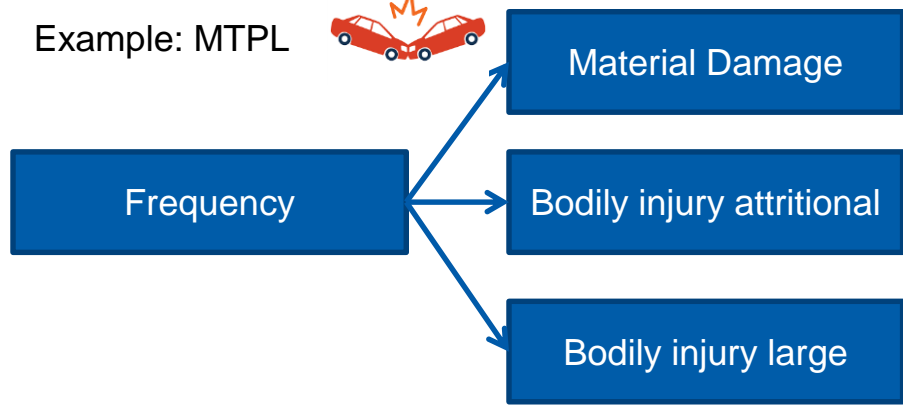 Example: MTPL
Material Damage
Frequency
Bodily injury attritional
Bodily injury large